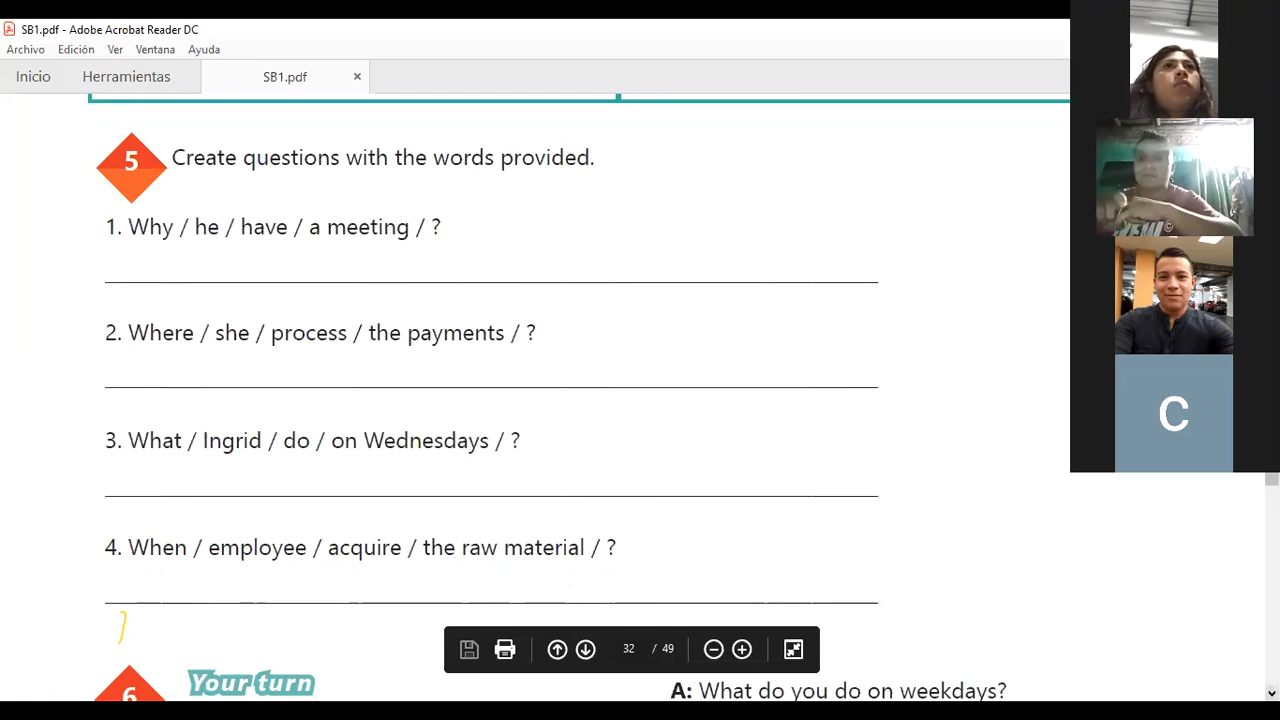 SB1.pdf - Adobe Acrobat Reader DC
Archivo Edición Ver Ventana Ayuda
Inicio Herramientas SB1.pdf ×
5 Create questions with the words provided.
1. Why / he / have / a meeting / ?
2. Where / she / process / the payments / ?
3. What / Ingrid / do / on Wednesdays / ?
4. When / employee / acquire / the raw material / ?
32 / 49
6 Your turn
A: What do you do on weekdays?
C